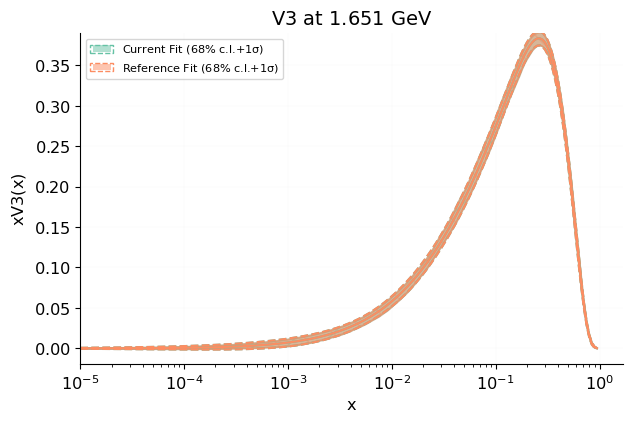 V3 at 1.651 GeV
Current Fit (68% c.l.+1σ)
Reference Fit (68% c.l.+1σ)
xV3(x)
0.35
0.30
0.25
0.20
0.15
0.10
0.05
0.00
10⁻⁵ 10⁻⁴ 10⁻³ 10⁻² 10⁻¹ 10⁰
x